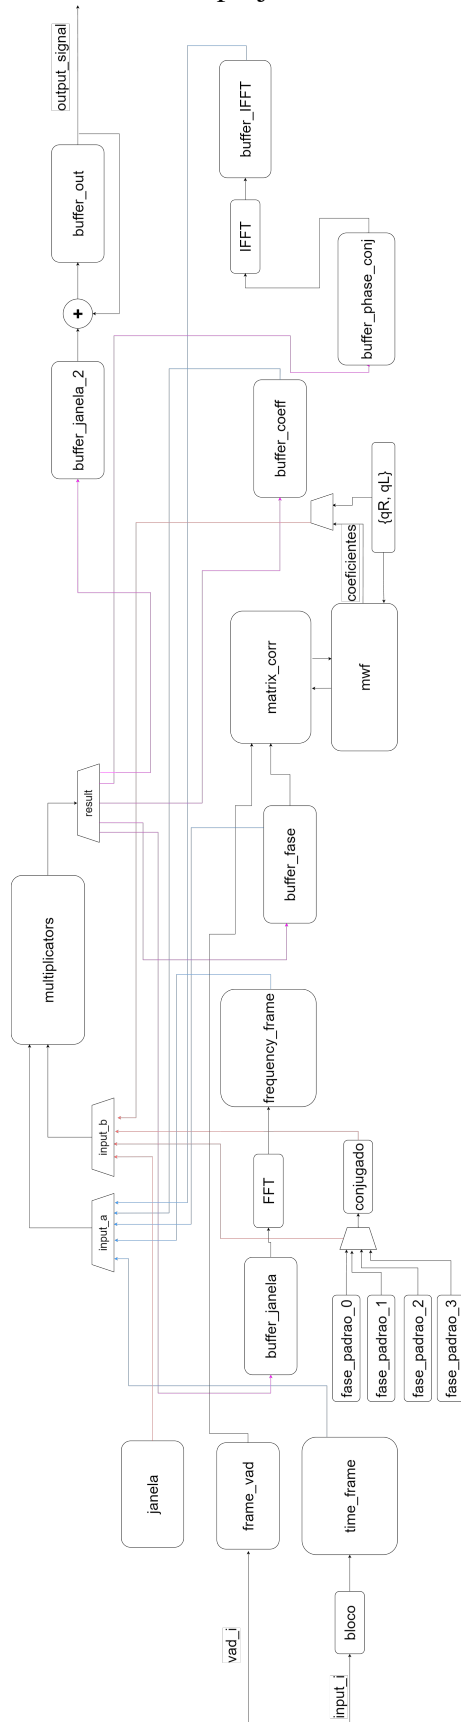 output_signal
buffer_out
+
buffer_janela_2
buffer_IFFT
IFFT
buffer_phase_conj
buffer_coeff
{qR, qL}
coeficientes
mwf
matrix_corr
result
multiplicators
buffer_fase
frequency_frame
input_b
input_a
FFT
conjugado
buffer_janela
fase_padrao_0
fase_padrao_1
fase_padrao_2
fase_padrao_3
janela
frame_vad
time_frame
vad_i
bloco
input_i